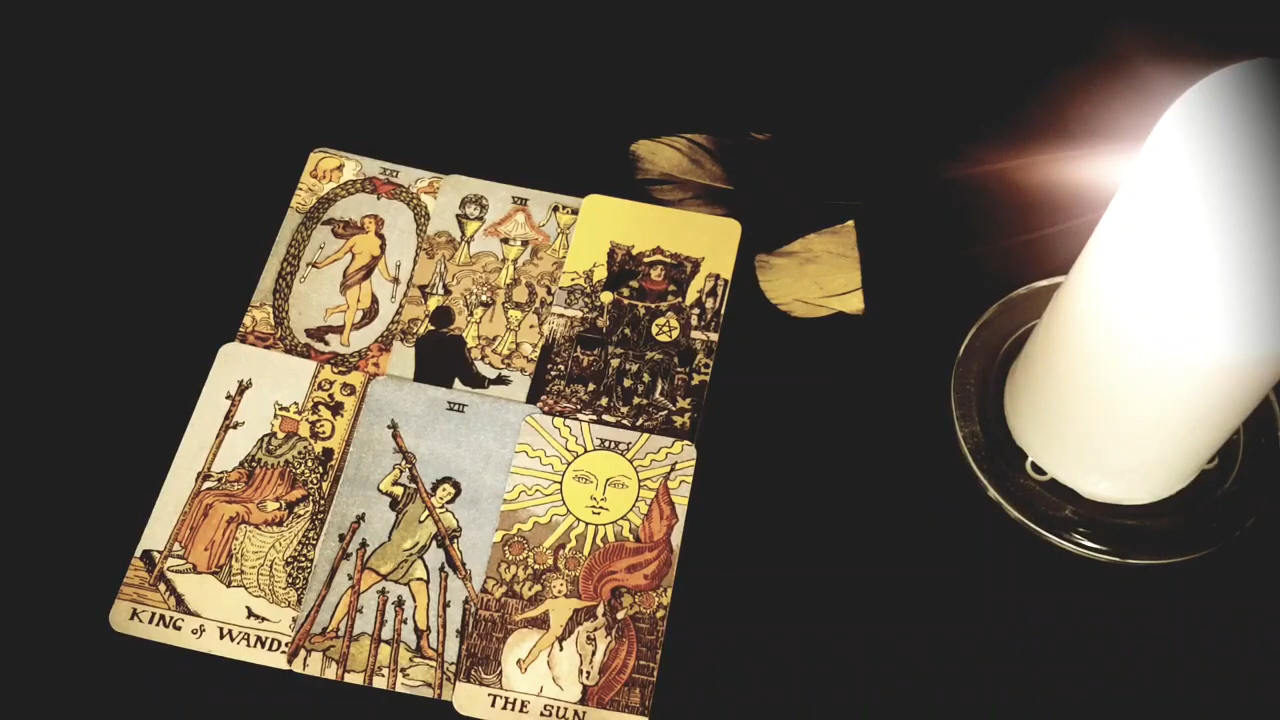 XXI
VII
VII
XIX
KING of WANDS
THE SUN